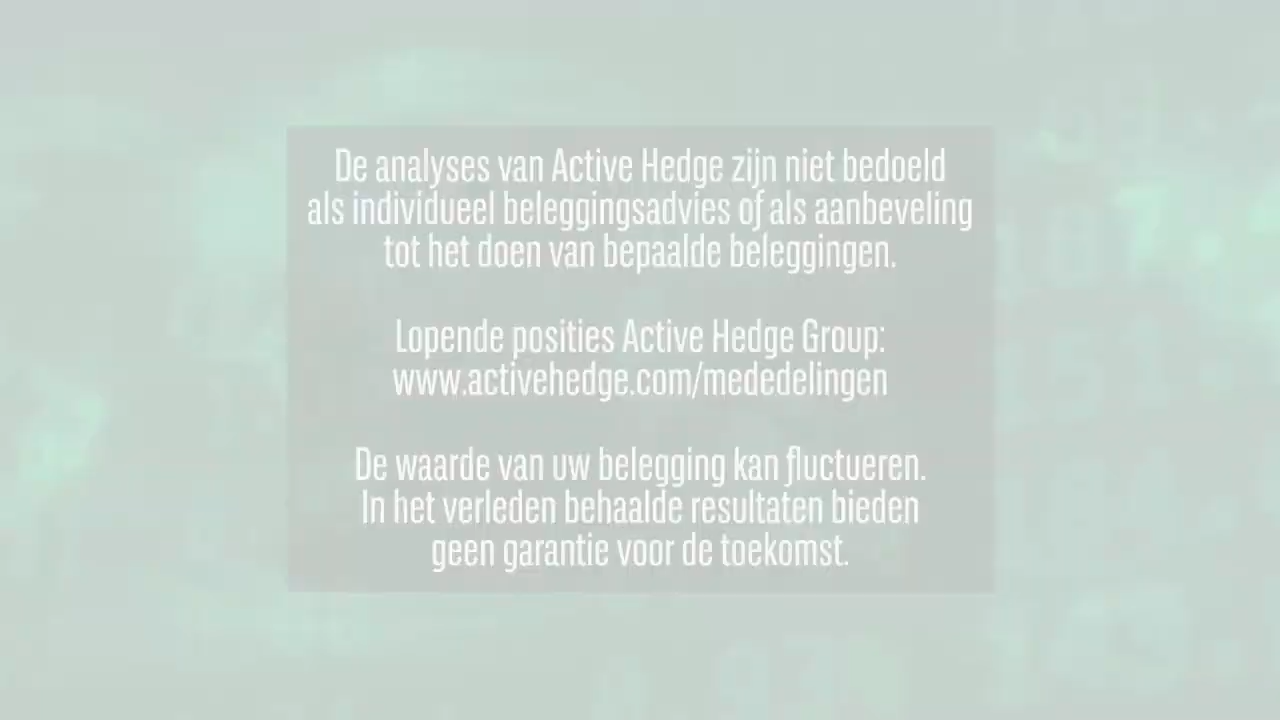 De analyses van Active Hedge zijn niet bedoeld
als individueel beleggingsadvies of als aanbeveling
tot het doen van bepaalde beleggingen.
Lopende posities Active Hedge Group:
www.activehedge.com/mededelingen
De waarde van uw belegging kan fluctueren.
In het verleden behaalde resultaten bieden
geen garantie voor de toekomst.